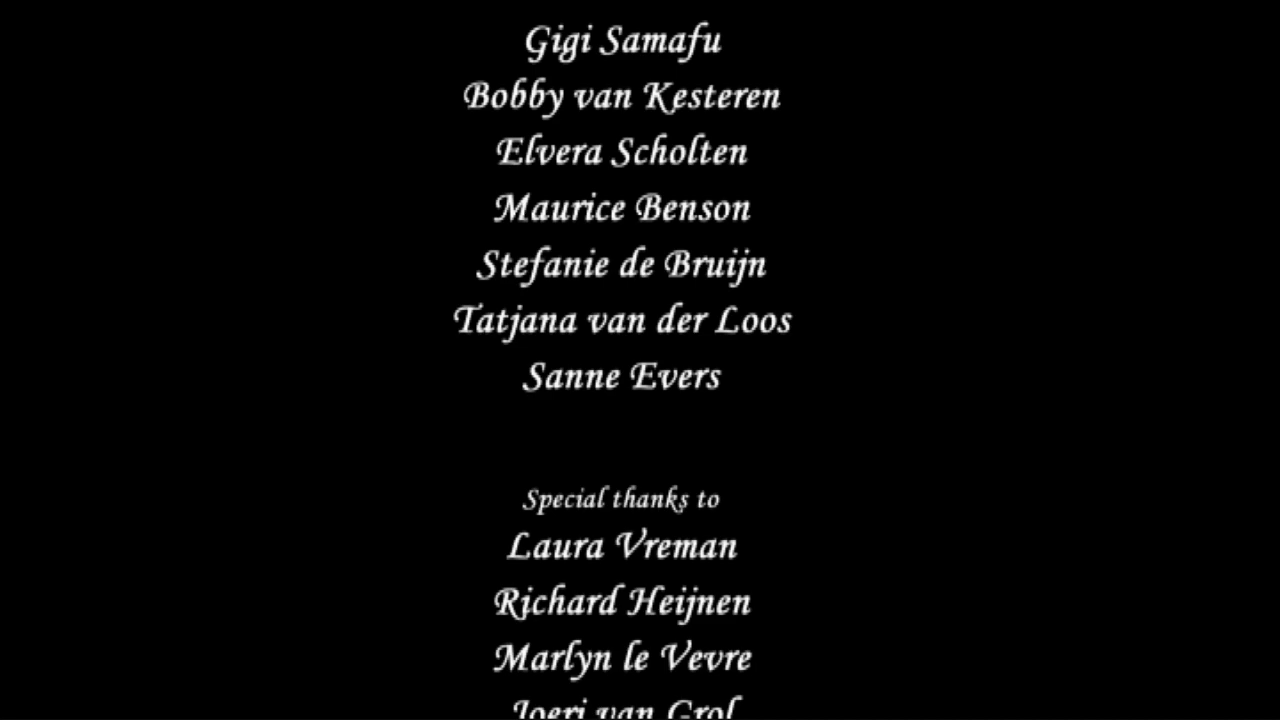 Gigi Samafu
Bobby van Kesteren
Elvera Scholten
Maurice Benson
Stefanie de Bruijn
Tatjana van der Loos
Sanne Evers
Special thanks to
Laura Vreman
Richard Heijnen
Marlyn le Vevre
Joeri van Grol